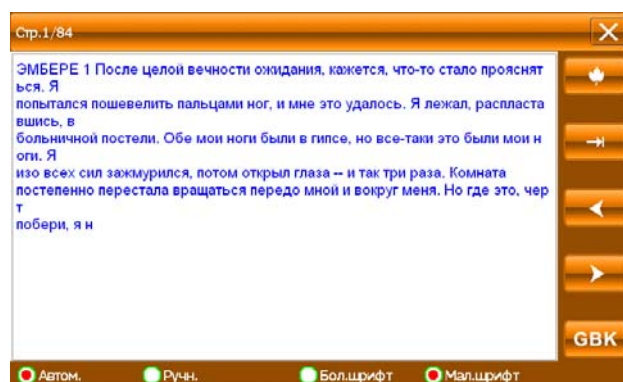 Стр.1/84
ЭМБЕРЕ 1 После целой вечности ожидания, кажется, что-то стало прояснят
ься. Я
попытался пошевелить пальцами ног, и мне это удалось. Я лежал, распласта
вшись, в
больничной постели. Обе мои ноги были в гипсе, но все-таки это были мои н
оги. Я
изо всех сил зажмурился, потом открыл глаза -- и так три раза. Комната
постепенно перестала вращаться передо мной и вокруг меня. Но где это, чер
т
побери, я н
GBK
Автом. Ручн. Бол.шрифт Мал.шрифт